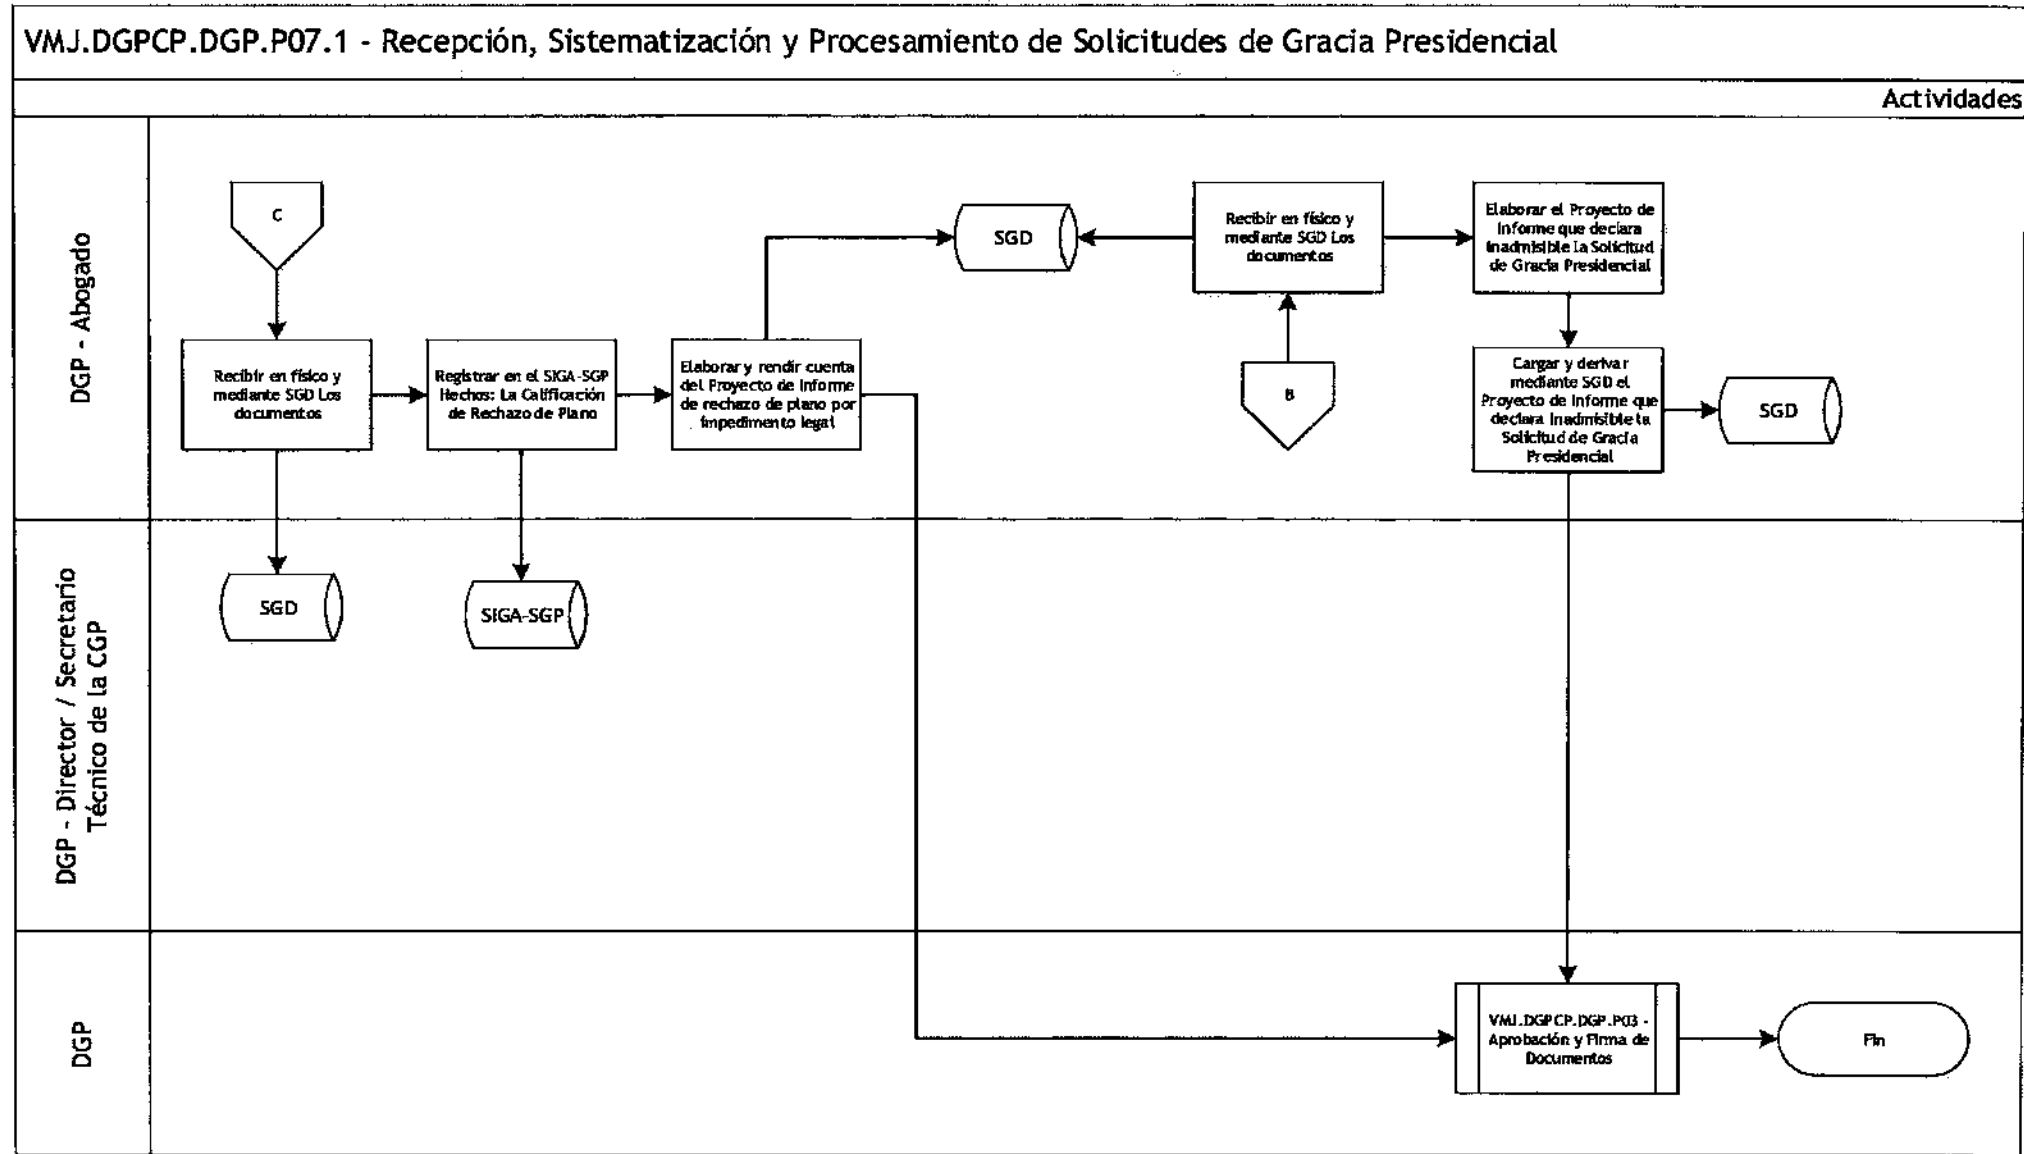 VMJ.DGPCP.DGP.P07.1 - Recepción, Sistematización y Procesamiento de Solicitudes de Gracia Presidencial
Actividades
DGP - Abogado
C
Recibir en físico y
mediante SGD Los
documentos
Registrar en el SIGA-SGP
Hechos: La Calificación
de Rechazo de Plano
Elaborar y rendir cuenta
del Proyecto de Informe
de rechazo de plano por
impedimento legal
SGD
Recibir en físico y
mediante SGD Los
documentos
B
Elaborar el Proyecto de
Informe que declara
inadmisible la Solicitud
de Gracia Presidencial
Cargar y derivar
mediante SGD el
Proyecto de Informe que
declara inadmisible la
Solicitud de Gracia
Presidencial
SGD
DGP - Director / Secretario
Técnico de la CGP
SGD
SIGA-SGP
DGP
VMJ.DGPCP.DGP.P03 -
Aprobación y Firma de
Documentos
Fin